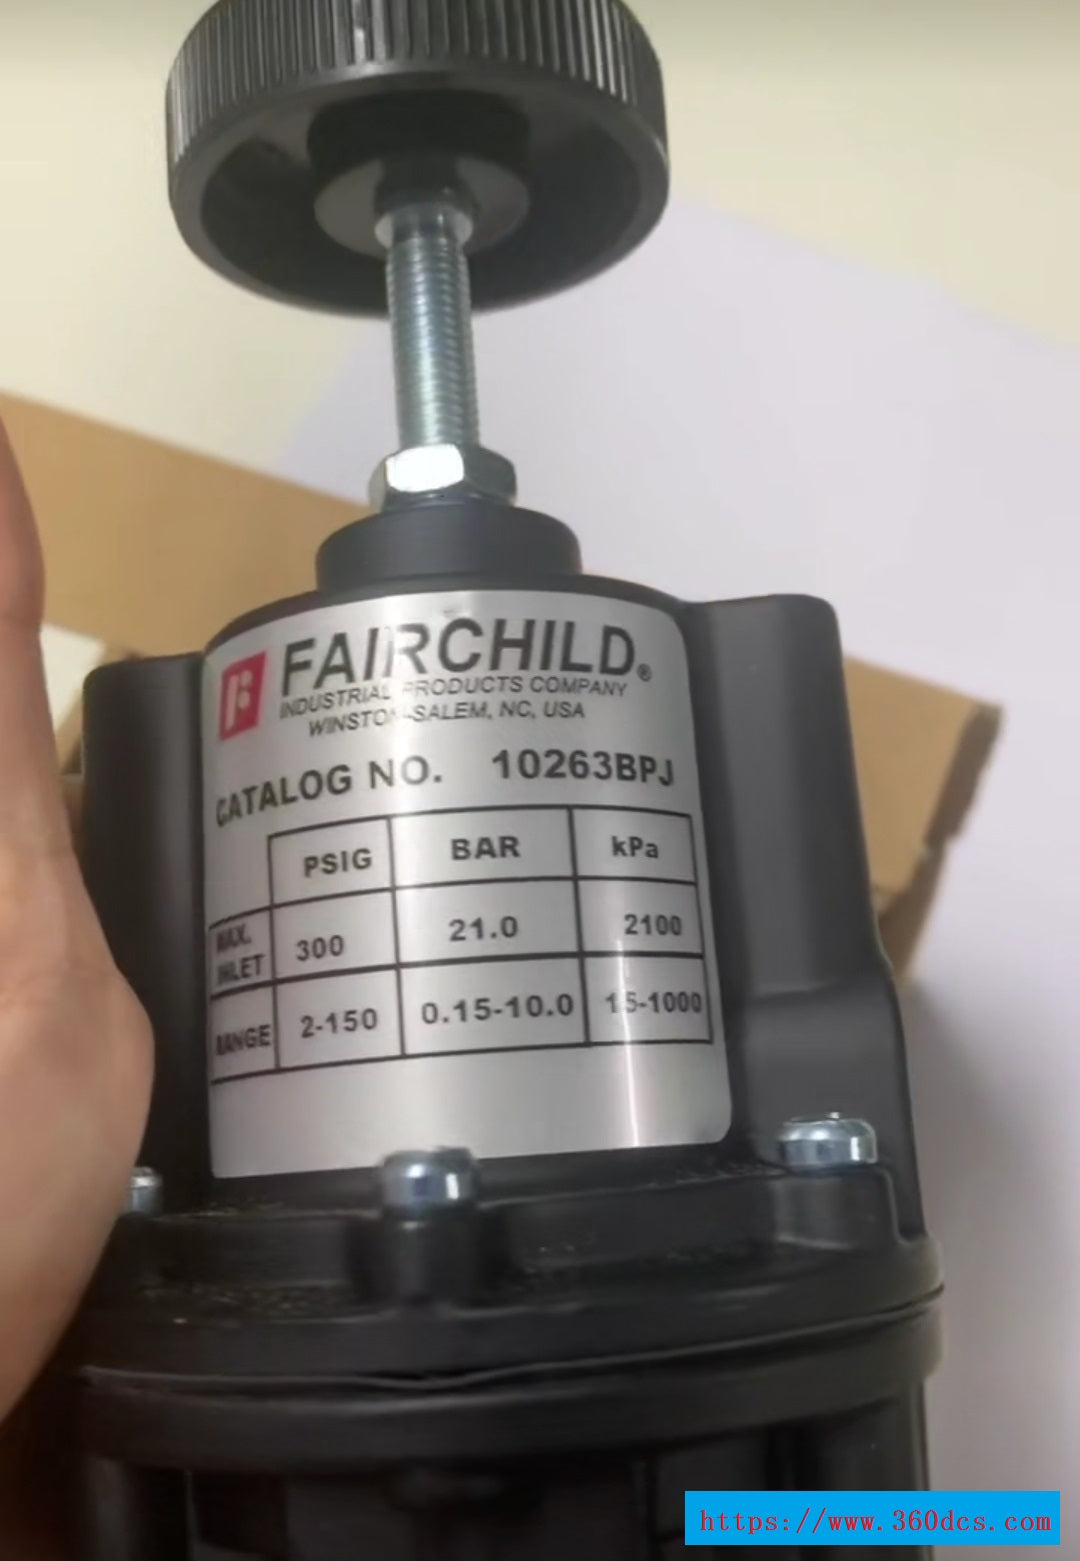 FAIRCHILD®
INDUSTRIAL PRODUCTS COMPANY
WINSTON-SALEM, NC, USA
CATALOG NO. 10263BPJ
PSIG BAR kPa
MAX. INLET 300 21.0 2100
RANGE 2-150 0.15-10.0 15-1000
https://www.360dcs.com